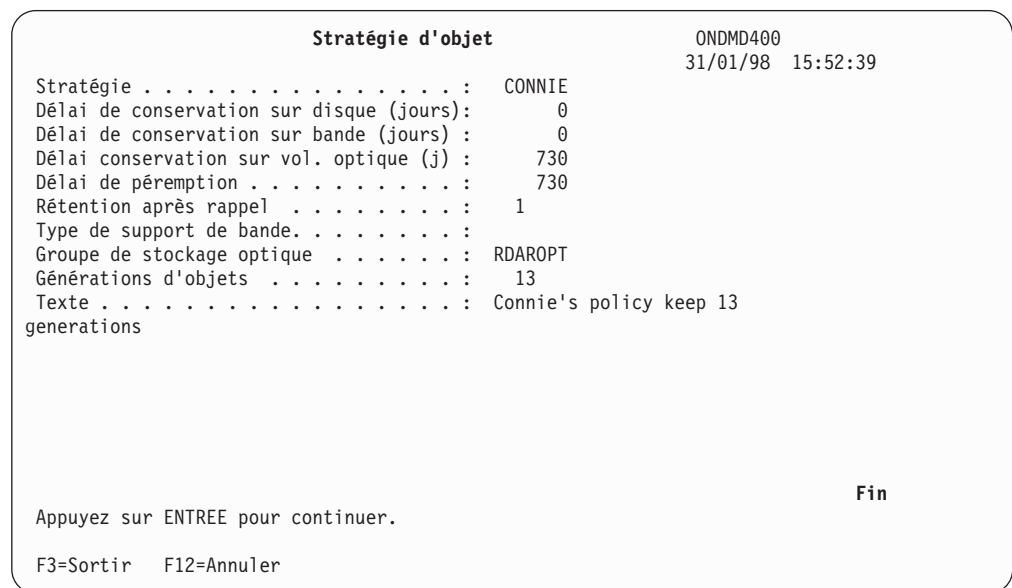 Stratégie d'objet ONDMD400
31/01/98 15:52:39
Stratégie . . . . . . . . . . . . . . . : CONNIE
Délai de conservation sur disque (jours): 0
Délai de conservation sur bande (jours) : 0
Délai conservation sur vol. optique (j) : 730
Délai de péremption . . . . . . . . . . : 730
Rétention après rappel . . . . . . . . : 1
Type de support de bande. . . . . . . . :
Groupe de stockage optique . . . . . . : RDAROPT
Générations d'objets . . . . . . . . . : 13
Texte . . . . . . . . . . . . . . . . . : Connie's policy keep 13
generations
Fin
Appuyez sur ENTREE pour continuer.
F3=Sortir F12=Annuler